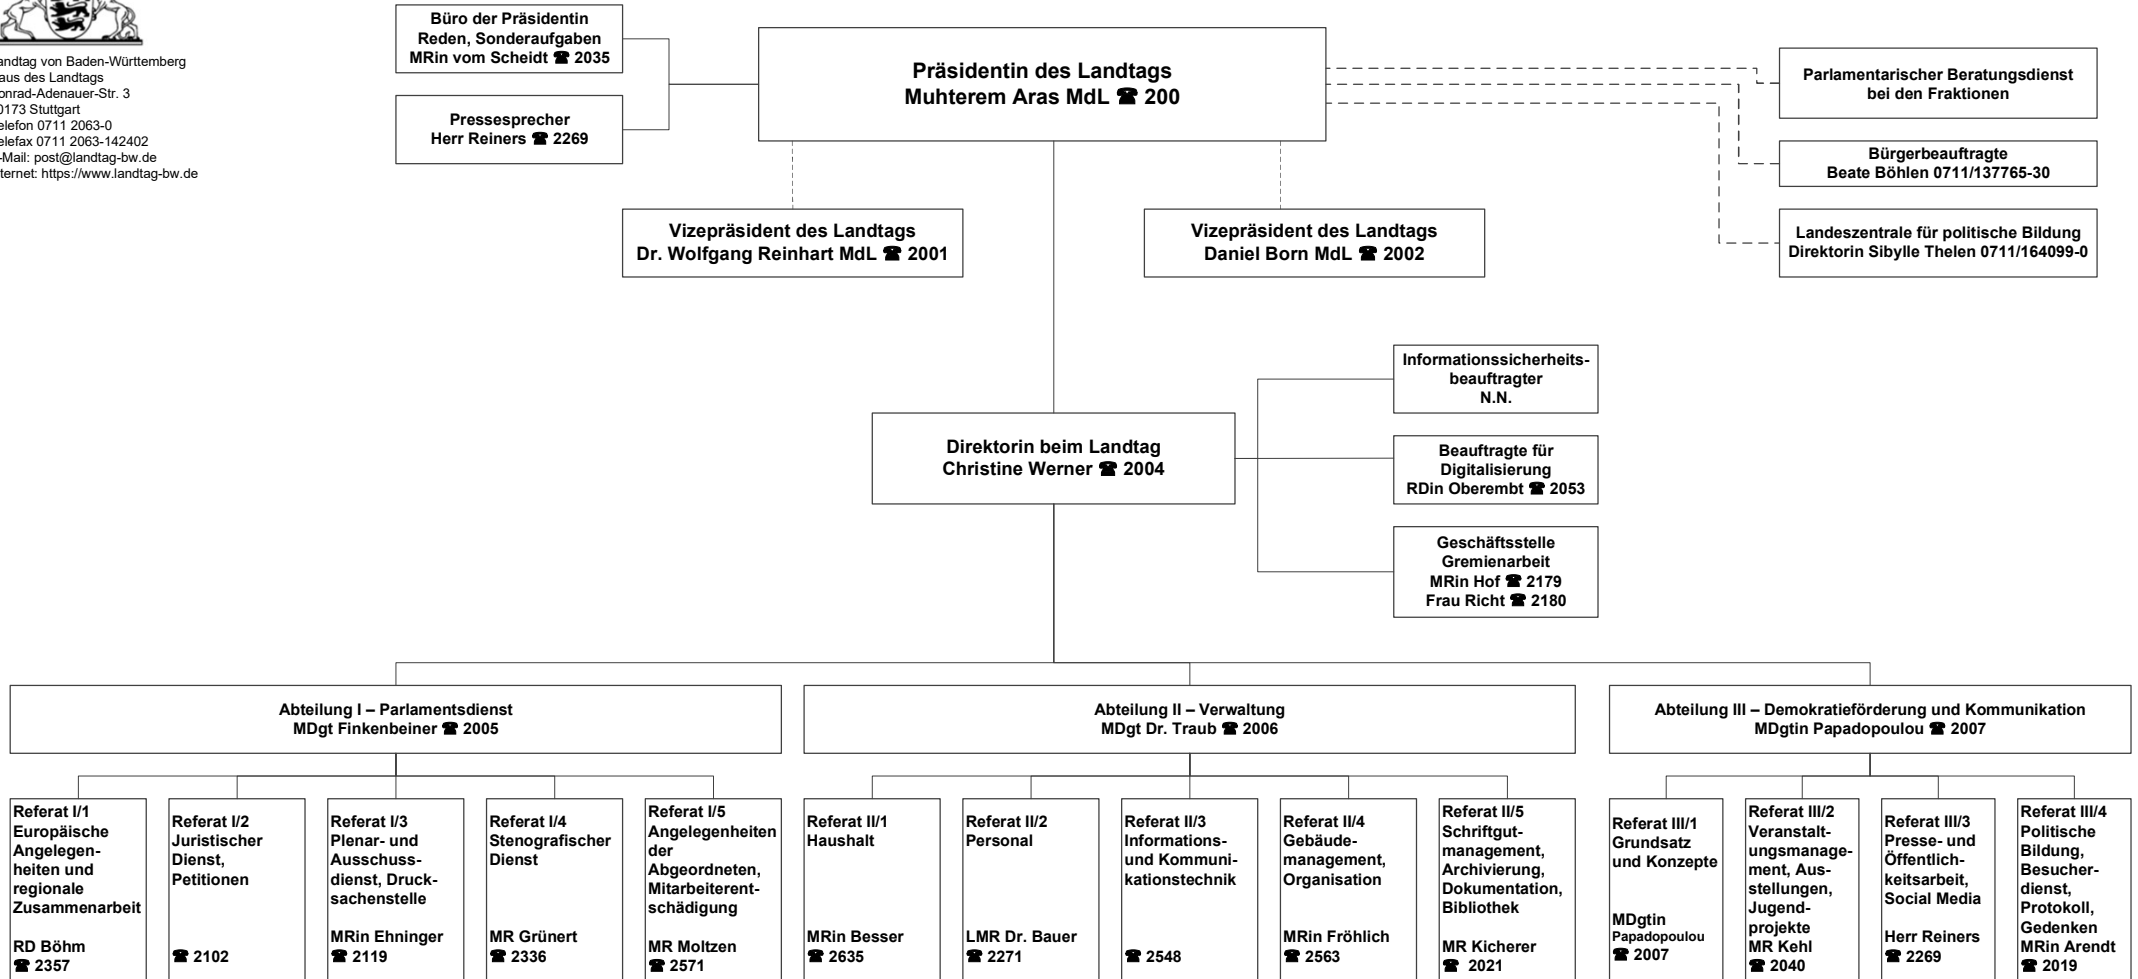 andtag von Baden-Württemberg
aus des Landtags
onrad-Adenauer-Str. 3
0173 Stuttgart
elefon 0711 2063-0
elefax 0711 2063-142402
-Mail: post@landtag-bw.de
ternet: https://www.landtag-bw.de
Büro der Präsidentin
Reden, Sonderaufgaben
MRin vom Scheidt ☎ 2035
Pressesprecher
Herr Reiners ☎ 2269
Präsidentin des Landtags
Muhterem Aras MdL ☎ 200
Parlamentarischer Beratungsdienst
bei den Fraktionen
Bürgerbeauftragte
Beate Böhlen 0711/137765-30
Landeszentrale für politische Bildung
Direktorin Sibylle Thelen 0711/164099-0
Vizepräsident des Landtags
Dr. Wolfgang Reinhart MdL ☎ 2001
Vizepräsident des Landtags
Daniel Born MdL ☎ 2002
Informationssicherheits-
beauftragter
N.N.
Direktorin beim Landtag
Christine Werner ☎ 2004
Beauftragte für
Digitalisierung
RDin Oberembt ☎ 2053
Geschäftsstelle
Gremienarbeit
MRin Hof ☎ 2179
Frau Richt ☎ 2180
Abteilung I – Parlamentsdienst
MDgt Finkenbeiner ☎ 2005
Abteilung II – Verwaltung
MDgt Dr. Traub ☎ 2006
Abteilung III – Demokratieförderung und Kommunikation
MDgtin Papadopoulou ☎ 2007
Referat I/1
Europäische
Angelegen-
heiten und
regionale
Zusammenarbeit
RD Böhm
☎ 2357
Referat I/2
Juristischer
Dienst,
Petitionen
☎ 2102
Referat I/3
Plenar- und
Ausschuss-
dienst, Druck-
sachenstelle
MRin Ehninger
☎ 2119
Referat I/4
Stenografischer
Dienst
MR Grünert
☎ 2336
Referat I/5
Angelegenheiten
der
Abgeordneten,
Mitarbeiterent-
schädigung
MR Moltzen
☎ 2571
Referat II/1
Haushalt
MRin Besser
☎ 2635
Referat II/2
Personal
LMR Dr. Bauer
☎ 2271
Referat II/3
Informations-
und Kommuni-
kationstechnik
☎ 2548
Referat II/4
Gebäude-
management,
Organisation
MRin Fröhlich
☎ 2563
Referat II/5
Schriftgut-
management,
Archivierung,
Dokumentation,
Bibliothek
MR Kicherer
☎ 2021
Referat III/1
Grundsatz
und Konzepte
MDgtin
Papadopoulou
☎ 2007
Referat III/2
Veranstalt-
ungsmanage-
ment, Aus-
stellungen,
Jugend-
projekte
MR Kehl
☎ 2040
Referat III/3
Presse- und
Öffentlich-
keitsarbeit,
Social Media
Herr Reiners
☎ 2269
Referat III/4
Politische
Bildung,
Besucher-
dienst,
Protokoll,
Gedenken
MRin Arendt
☎ 2019